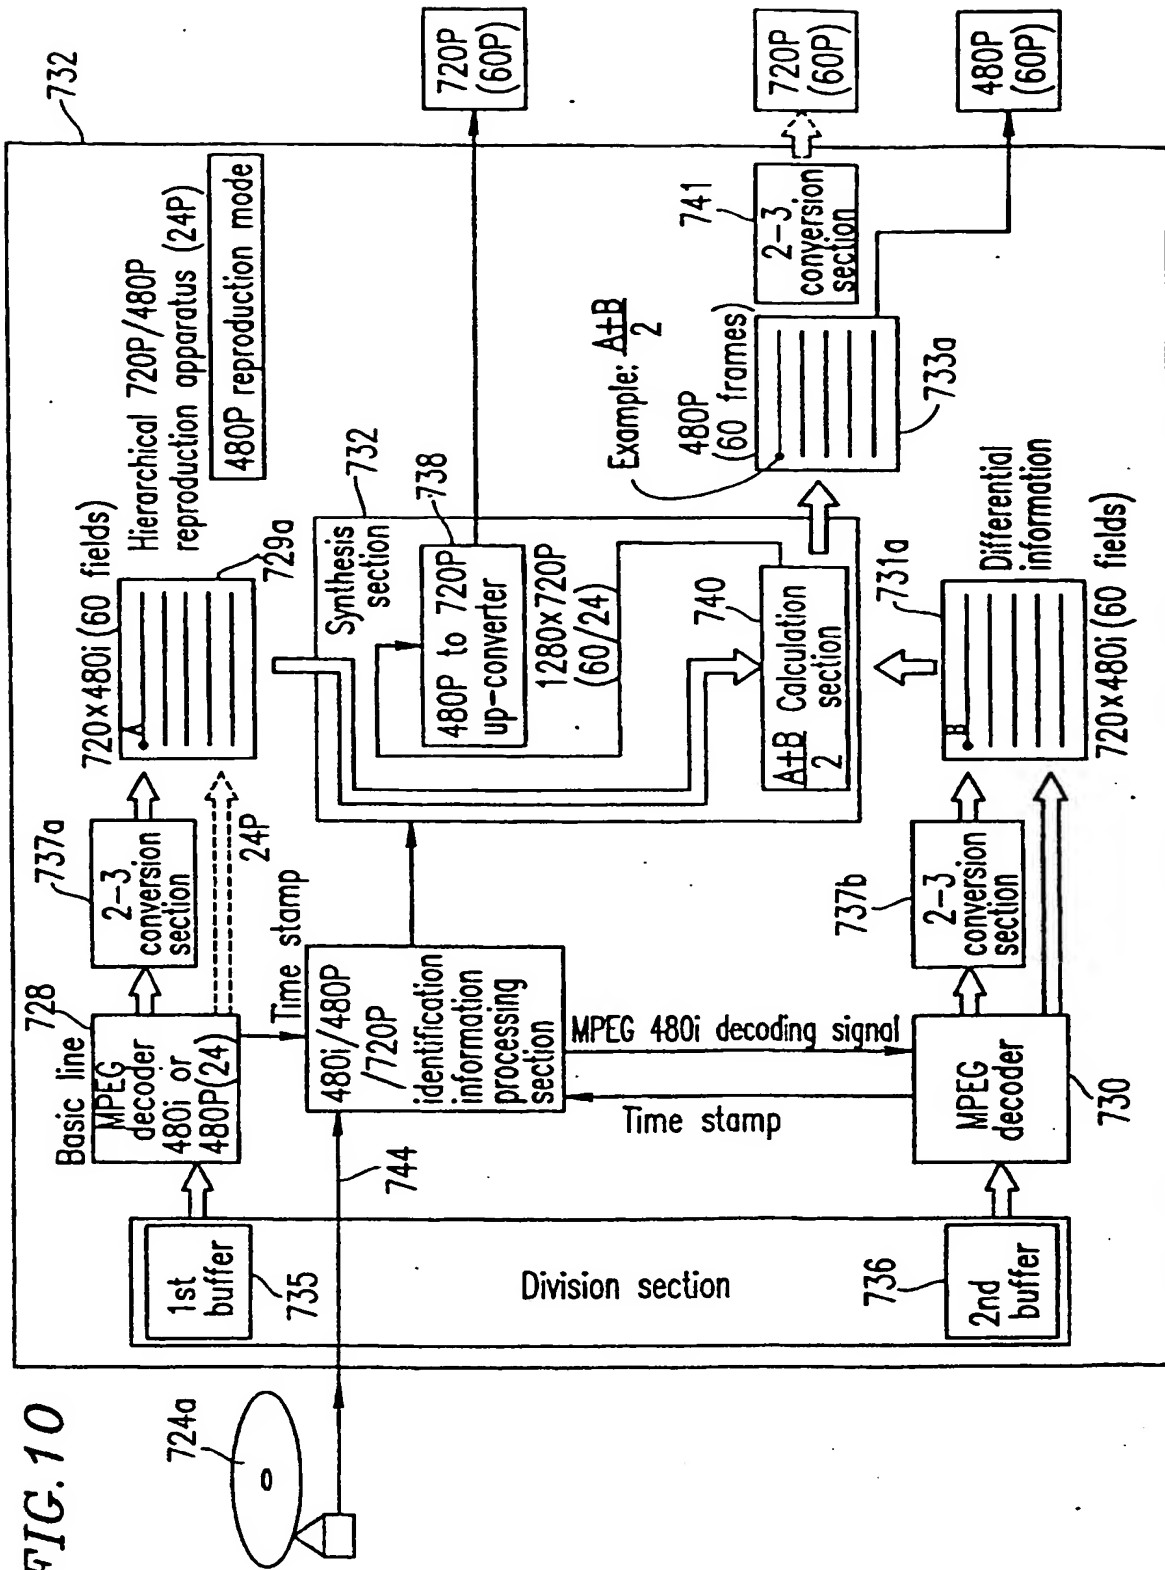 FIG. 10
724a
744
Division section
1st
buffer
735
736
2nd
buffer
Basic line
728
MPEG
decoder
480i or
480P(24)
737a
2-3
conversion
section
24P
Time stamp
480i/480P
/720P
identification
information
processing
section
MPEG 480i decoding signal
Time stamp
MPEG
decoder
730
737b
2-3
conversion
section
720x480i(60 fields)
A
729a
Hierarchical 720P/480P
reproduction apparatus (24P)
480P reproduction mode
732
Synthesis
section
732
738
480P to 720P
up-converter
1280x720P
(60/24)
740
A+B
2
Calculation
section
731a
B
Differential
information
720x480i(60 fields)
Example: A+B
2
480P
(60 frames)
733a
741
2-3
conversion
section
720P
(60P)
720P
(60P)
480P
(60P)